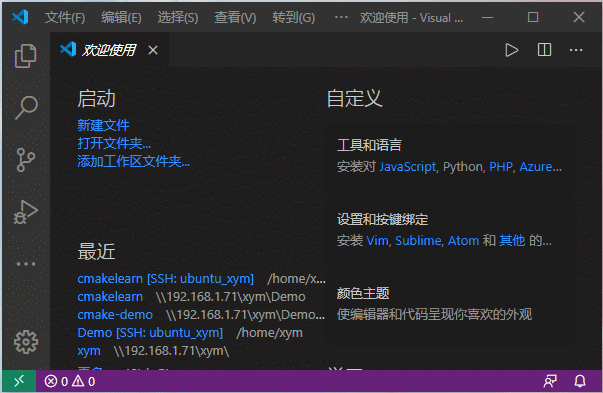 文件(F) 编辑(E) 选择(S) 查看(V) 转到(G) ··· 欢迎使用 - Visual ...
欢迎使用
启动
新建文件
打开文件夹...
添加工作区文件夹...
最近
cmakelearn [SSH: ubuntu_xym] /home/x...
cmakelearn \\192.168.1.71\xym\Demo
cmake-demo \\192.168.1.71\xym\Demo...
Demo [SSH: ubuntu_xym] /home/xym
xym \\192.168.1.71\xym\
自定义
工具和语言
安装对 JavaScript, Python, PHP, Azure...
设置和按键绑定
安装 Vim, Sublime, Atom 和 其他 的...
颜色主题
使编辑器和代码呈现你喜欢的外观
0 0